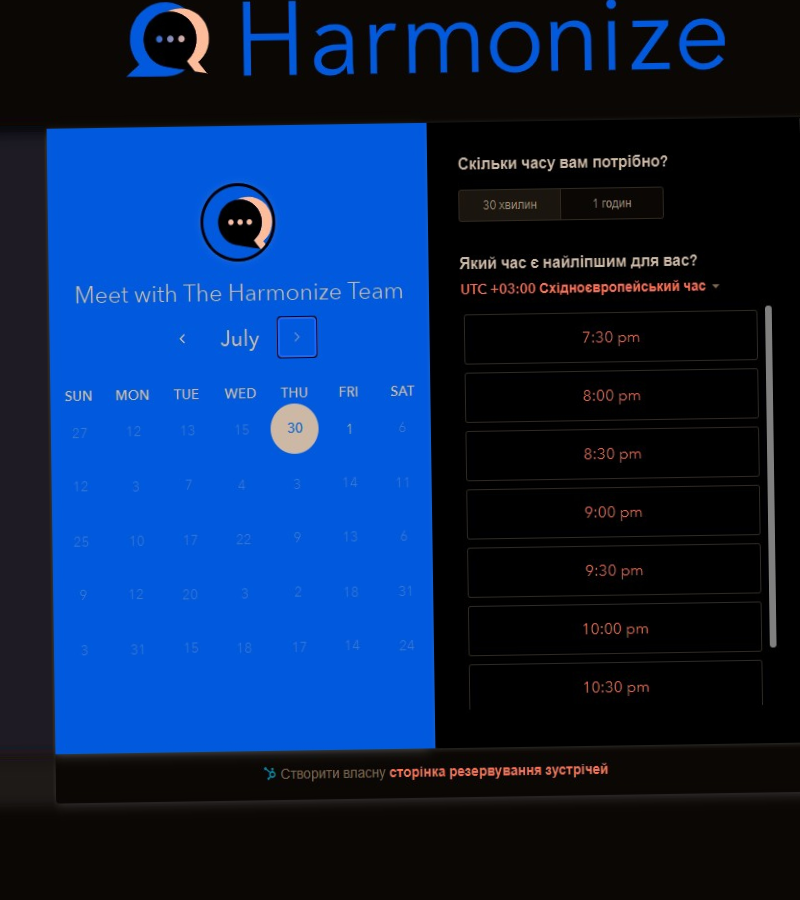 Harmonize
Meet with The Harmonize Team
July
SUN MON TUE WED THU FRI SAT
27 12 13 15 30 1 6
12 3 7 4 3 14 11
25 10 17 22 9 13 6
9 12 20 3 2 18 31
3 31 15 18 17 14 24
Скільки часу вам потрібно?
30 хвилин 1 годин
Який час є найліпшим для вас?
UTC +03:00 Східноєвропейський час
7:30 pm
8:00 pm
8:30 pm
9:00 pm
9:30 pm
10:00 pm
10:30 pm
Створити власну сторінка резервування зустрічей